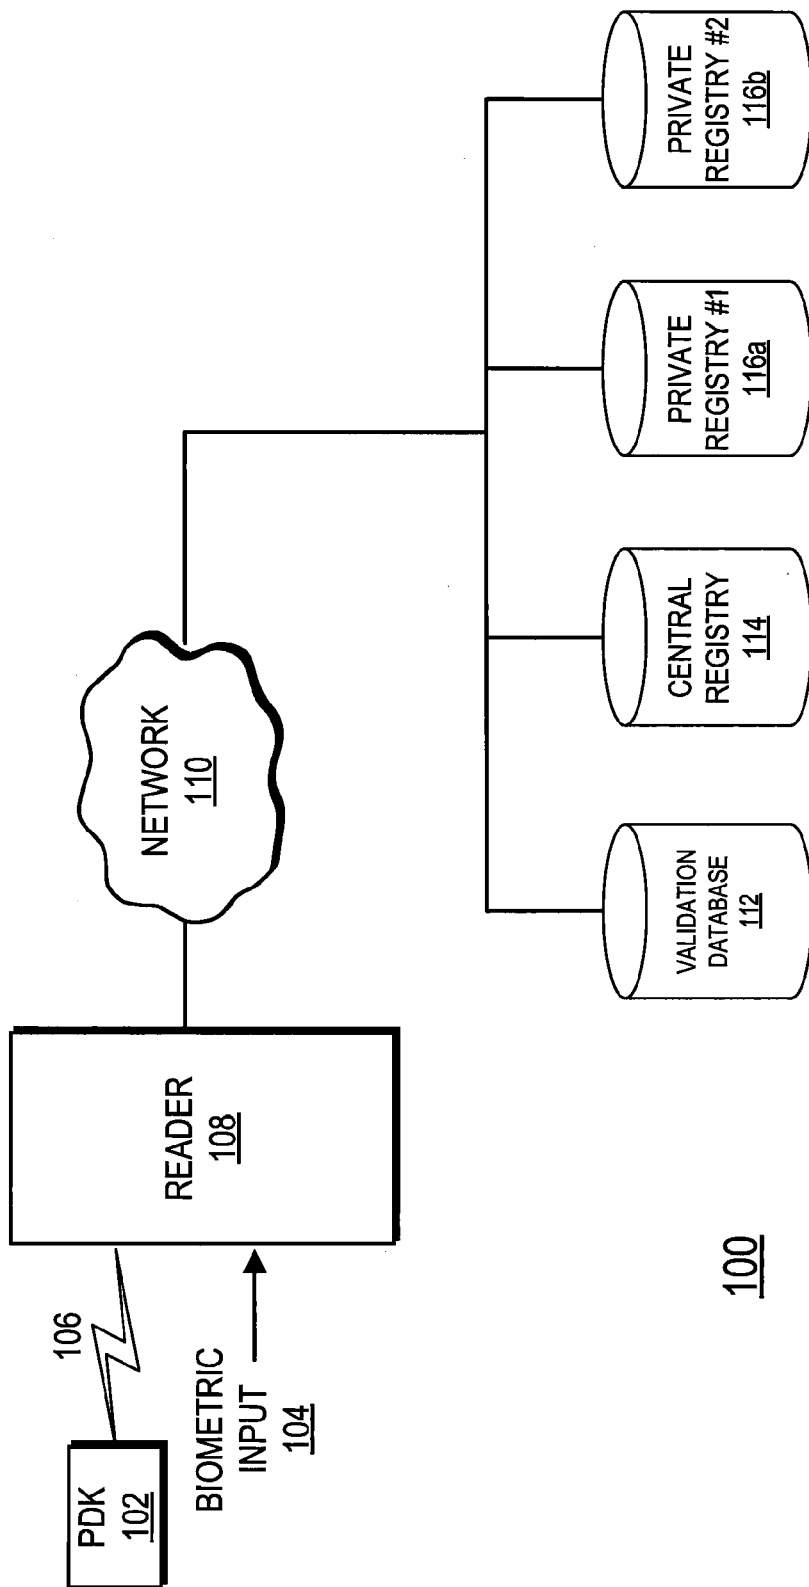 PDK
102
106
BIOMETRIC
INPUT
104
READER
108
NETWORK
110
VALIDATION
DATABASE
112
CENTRAL
REGISTRY
114
PRIVATE
REGISTRY #1
116a
PRIVATE
REGISTRY #2
116b
100